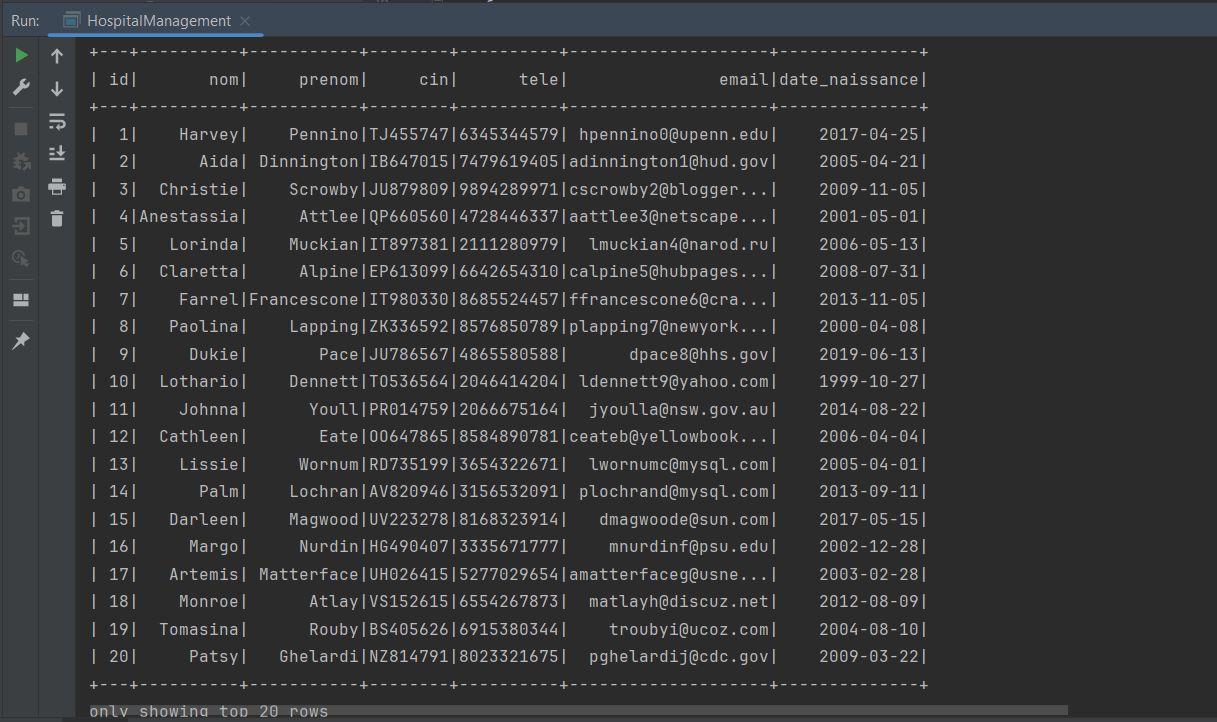 Run: HospitalManagement
+---+----------+-----------+--------+----------+--------------------+--------------+
| id|       nom|     prenom|     cin|      tele|               email|date_naissance|
+---+----------+-----------+--------+----------+--------------------+--------------+
|  1|    Harvey|    Pennino|TJ455747|6345344579| hpennino0@upenn.edu|    2017-04-25|
|  2|      Aida| Dinnington|IB647015|7479619405|adinnington1@hud.gov|    2005-04-21|
|  3|  Christie|    Scrowby|JU879809|9894289971|cscrowby2@blogger...|    2009-11-05|
|  4|Anestassia|     Attlee|QP660560|4728446337|aattlee3@netscape...|    2001-05-01|
|  5|   Lorinda|    Muckian|IT897381|2111280979|  lmuckian4@narod.ru|    2006-05-13|
|  6|  Claretta|     Alpine|EP613099|6642654310|calpine5@hubpages...|    2008-07-31|
|  7|    Farrel|Francescone|IT980330|8685524457|ffrancescone6@cra...|    2013-11-05|
|  8|   Paolina|    Lapping|ZK336592|8576850789|plapping7@newyork...|    2000-04-08|
|  9|     Dukie|       Pace|JU786567|4865580588|      dpace8@hhs.gov|    2019-06-13|
| 10|  Lothario|    Dennett|TO536564|2046414204| ldennett9@yahoo.com|    1999-10-27|
| 11|    Johnna|      Youll|PR014759|2066675164|  jyoulla@nsw.gov.au|    2014-08-22|
| 12|  Cathleen|       Eate|OO647865|8584890781|ceateb@yellowbook...|    2006-04-04|
| 13|    Lissie|     Wornum|RD735199|3654322671|  lwornumc@mysql.com|    2005-04-01|
| 14|      Palm|    Lochran|AV820946|3156532091| plochrand@mysql.com|    2013-09-11|
| 15|   Darleen|    Magwood|UV223278|8168323914|   dmagwoode@sun.com|    2017-05-15|
| 16|     Margo|     Nurdin|HG490407|3335671777|    mnurdinf@psu.edu|    2002-12-28|
| 17|   Artemis| Matterface|UH026415|5277029654|amatterfaceg@usne...|    2003-02-28|
| 18|    Monroe|      Atlay|VS152615|6554267873|  matlayh@discuz.net|    2012-08-09|
| 19|  Tomasina|      Rouby|BS405626|6915380344|    troubyi@ucoz.com|    2004-08-10|
| 20|     Patsy|   Ghelardi|NZ814791|8023321675|  pghelardij@cdc.gov|    2009-03-22|
+---+----------+-----------+--------+----------+--------------------+--------------+
only showing top 20 rows